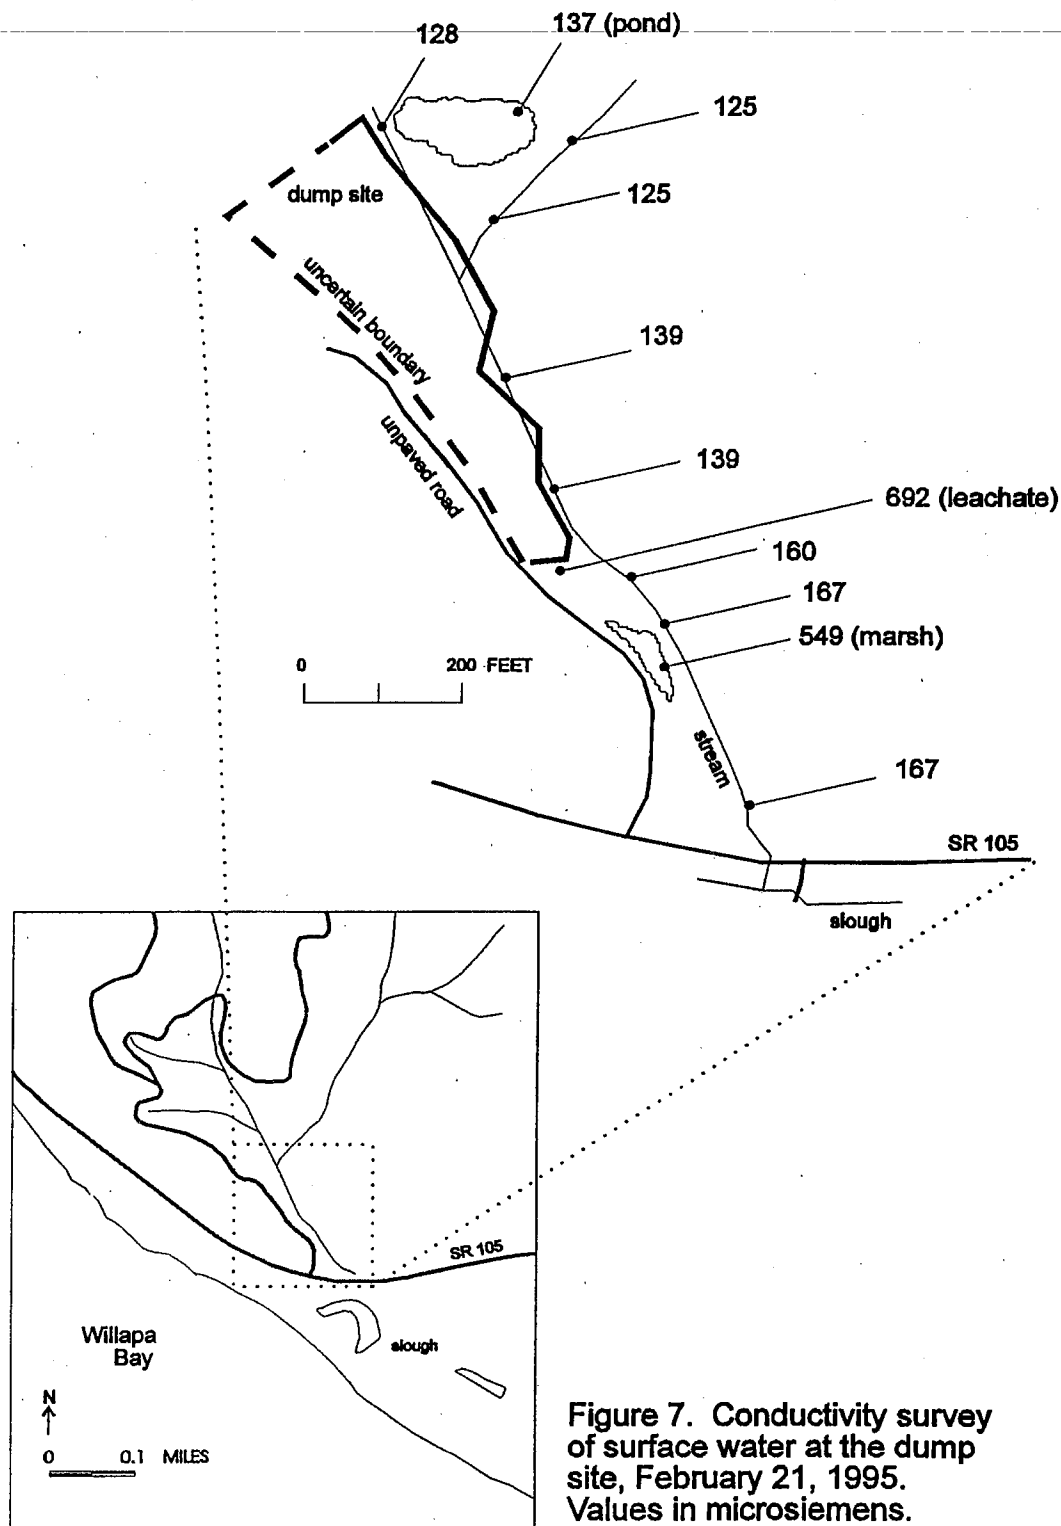 128
137 (pond)
125
dump site
125
uncertain boundary
139
unpaved road
139
692 (leachate)
160
167
549 (marsh)
0 200 FEET
stream
167
SR 105
slough
SR 105
Willapa
Bay
slough
N
0 0.1 MILES
Figure 7. Conductivity survey
of surface water at the dump
site, February 21, 1995.
Values in microsiemens.